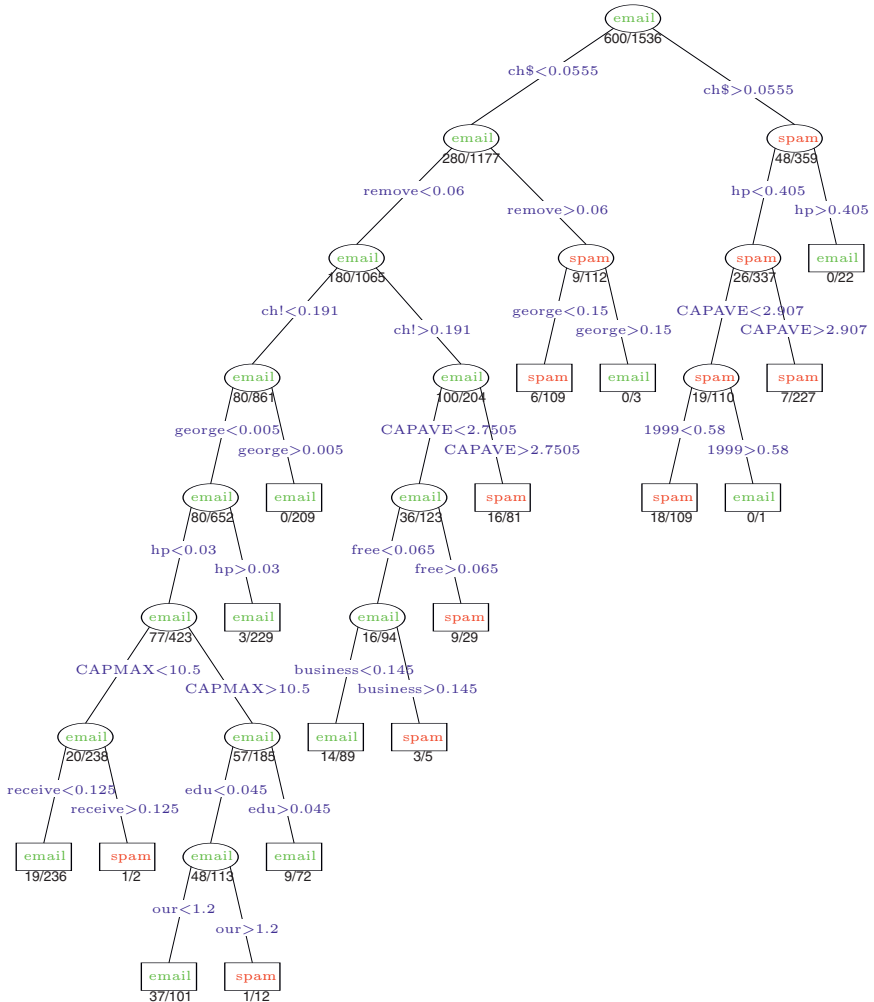 email
600/1536
ch$<0.0555
ch$>0.0555
email
280/1177
spam
48/359
remove<0.06
hp<0.405
remove>0.06
hp>0.405
email
180/1065
spam
9/112
spam
26/337
email
0/22
ch!<0.191
george<0.15
CAPAVE<2.907
ch!>0.191
george>0.15
CAPAVE>2.907
email
80/861
email
100/204
spam
6/109
email
0/3
spam
19/110
spam
7/227
george<0.005
CAPAVE<2.7505
1999<0.58
george>0.005
CAPAVE>2.7505
1999>0.58
email
80/652
email
0/209
email
36/123
spam
16/81
spam
18/109
email
0/1
hp<0.03
free<0.065
hp>0.03
free>0.065
email
77/423
email
3/229
email
16/94
spam
9/29
CAPMAX<10.5
business<0.145
CAPMAX>10.5
business>0.145
email
20/238
email
57/185
email
14/89
spam
3/5
receive<0.125
edu<0.045
receive>0.125
edu>0.045
email
19/236
spam
1/2
email
48/113
email
9/72
our<1.2
our>1.2
email
37/101
spam
1/12